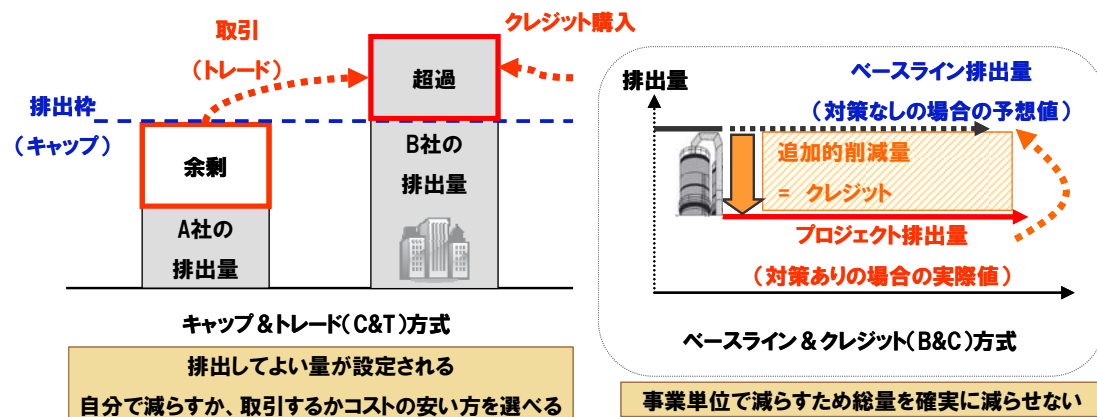 取引
（トレード）
クレジット購入
排出枠
（キャップ）
余剰
超過
A社の
排出量
B社の
排出量
キャップ＆トレード（C&T）方式
排出してよい量が設定される
自分で減らすか、取引するかコストの安い方を選べる
排出量
ベースライン排出量
（対策なしの場合の予想値）
追加的削減量
= クレジット
プロジェクト排出量
（対策ありの場合の実際値）
ベースライン＆クレジット（B&C）方式
事業単位で減らすため総量を確実に減らせない